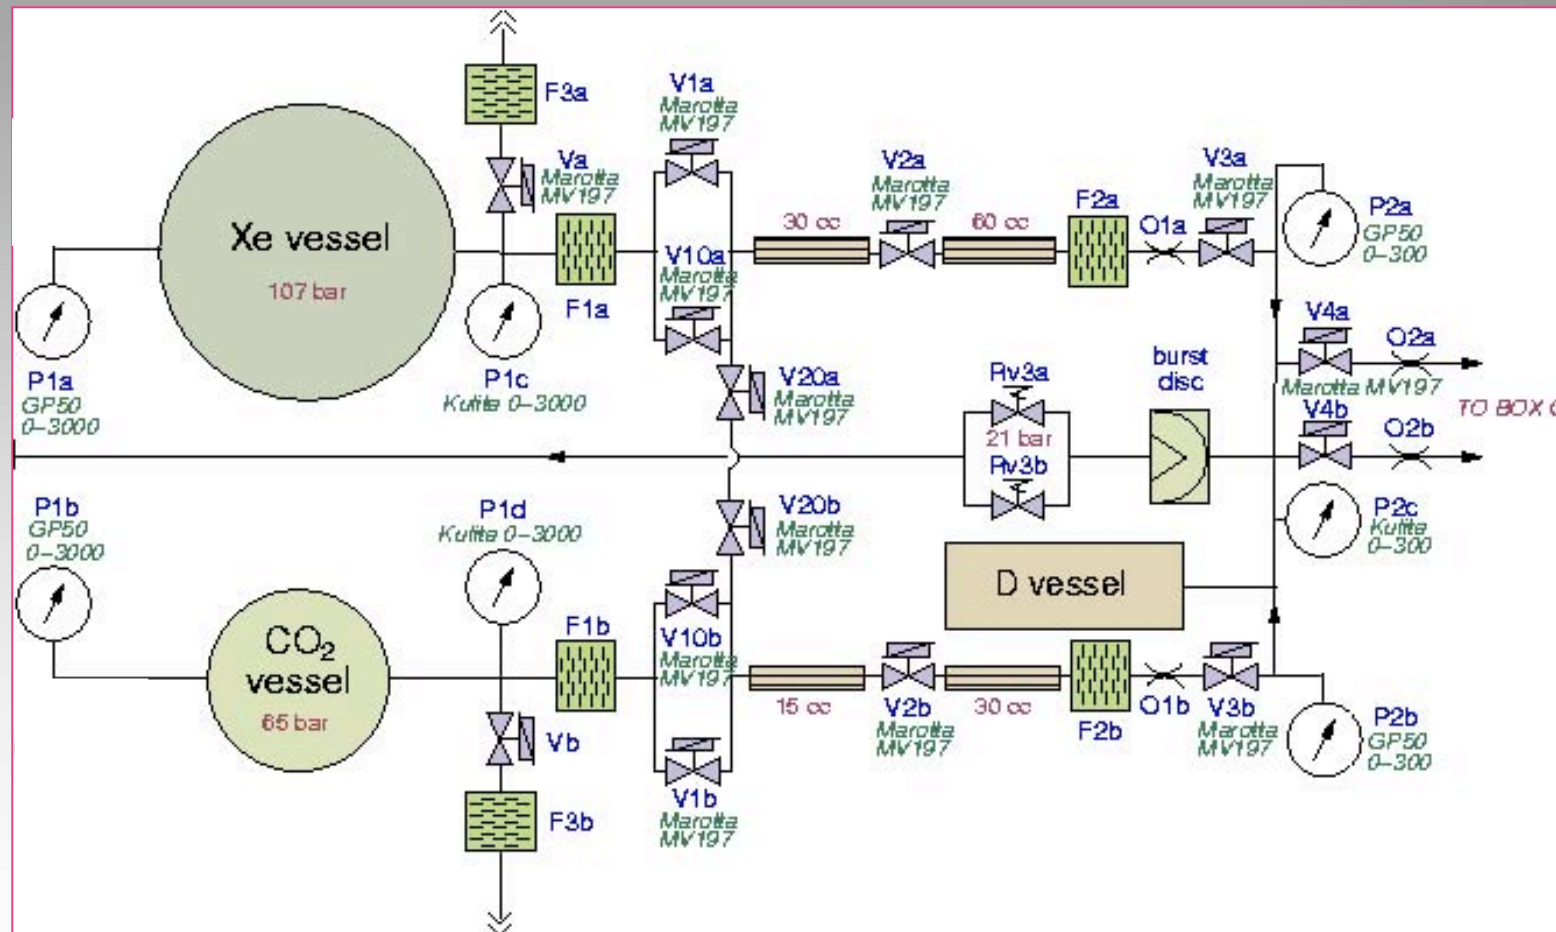 F3a
V1a
Marotta
MV197
Va
Marotta
MV197
V2a
Marotta
MV197
V3a
Marotta
MV197
F2a
O1a
P2a
GP50
0-300
Xe vessel
107 bar
30 cc
60 cc
V10a
Marotta
MV197
F1a
P1a
GP50
0-3000
P1c
Kulite 0-3000
V20a
Marotta
MV197
Rv3a
21 bar
Rv3b
burst
disc
V4a
Marotta MV197
O2a
V4b
O2b
TO BOX
P1b
GP50
0-3000
P1d
Kulite 0-3000
V20b
Marotta
MV197
P2c
Kulite
0-300
D vessel
CO₂
vessel
65 bar
F1b
V10b
Marotta
MV197
15 cc
V2b
Marotta
MV197
30 cc
F2b
O1b
V3b
Marotta
MV197
P2b
GP50
0-300
Vb
V1b
Marotta
MV197
F3b